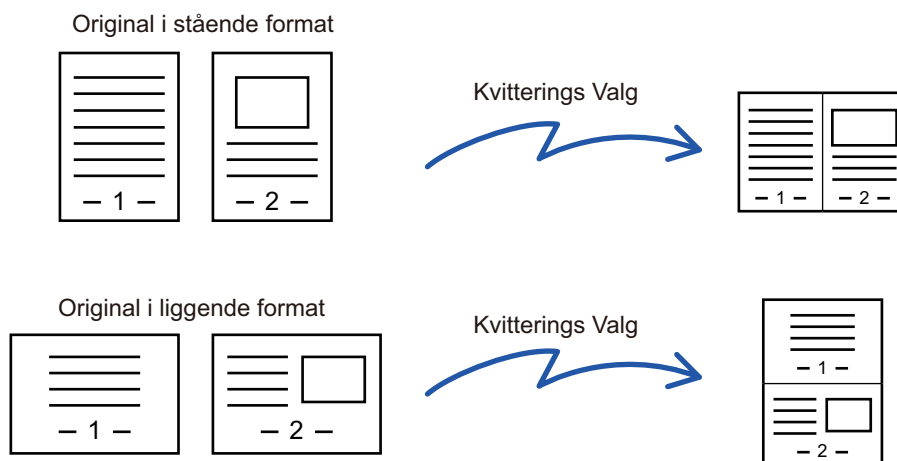 Original i stående format
Kvitterings Valg
– 1 –
– 2 –
– 1 –
– 2 –
Original i liggende format
Kvitterings Valg
– 1 –
– 2 –
– 1 –
– 2 –